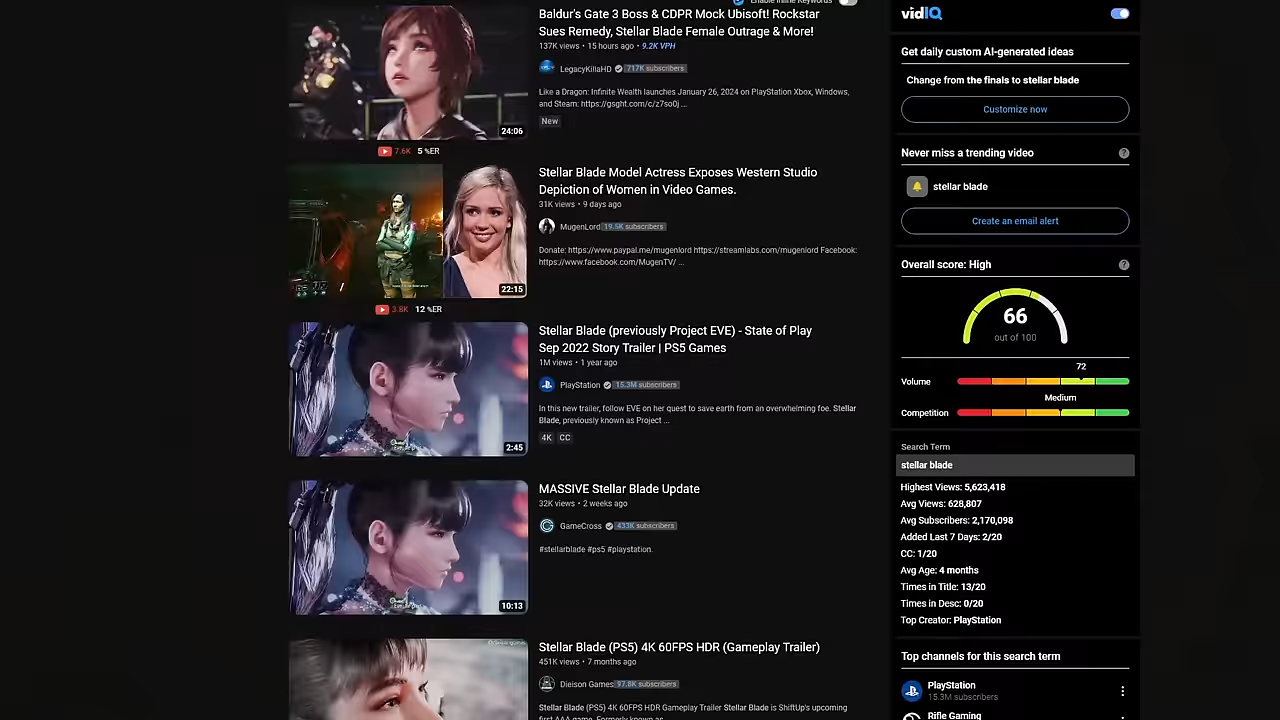 Enable Inline Keywords
Baldur's Gate 3 Boss & CDPR Mock Ubisoft! Rockstar
Sues Remedy, Stellar Blade Female Outrage & More!
137K views • 15 hours ago • 9.2K VPH
LegacyKillaHD 717K subscribers
Like a Dragon: Infinite Wealth launches January 26, 2024 on PlayStation Xbox, Windows,
and Steam: https://gsght.com/c/z7so0j ...
New
24:06
7.6K 5 %ER
Stellar Blade Model Actress Exposes Western Studio
Depiction of Women in Video Games.
31K views • 9 days ago
MugenLord 19.5K subscribers
Donate: https://www.paypal.me/mugenlord https://streamlabs.com/mugenlord Facebook:
https://www.facebook.com/MugenTV/ ...
22:15
3.8K 12 %ER
Stellar Blade (previously Project EVE) - State of Play
Sep 2022 Story Trailer | PS5 Games
1M views • 1 year ago
PlayStation 15.3M subscribers
In this new trailer, follow EVE on her quest to save earth from an overwhelming foe. Stellar
Blade, previously known as Project ...
4K CC
2:45
MASSIVE Stellar Blade Update
32K views • 2 weeks ago
GameCross 433K subscribers
#stellarblade #ps5 #playstation.
10:13
Stellar Blade (PS5) 4K 60FPS HDR (Gameplay Trailer)
451K views • 7 months ago
Dieison Games 97.8K subscribers
Stellar Blade (PS5) 4K 60FPS HDR Gameplay Trailer Stellar Blade is ShiftUp's upcoming
first AAA game. Formerly known as
vidIQ
Get daily custom AI-generated ideas
Change from the finals to stellar blade
Customize now
Never miss a trending video
stellar blade
Create an email alert
Overall score: High
66
out of 100
72
Volume
Medium
Competition
Search Term
stellar blade
Highest Views: 5,623,418
Avg Views: 628,807
Avg Subscribers: 2,170,098
Added Last 7 Days: 2/20
CC: 1/20
Avg Age: 4 months
Times in Title: 13/20
Times in Desc: 0/20
Top Creator: PlayStation
Top channels for this search term
PlayStation
15.3M subscribers
Rifle Gaming